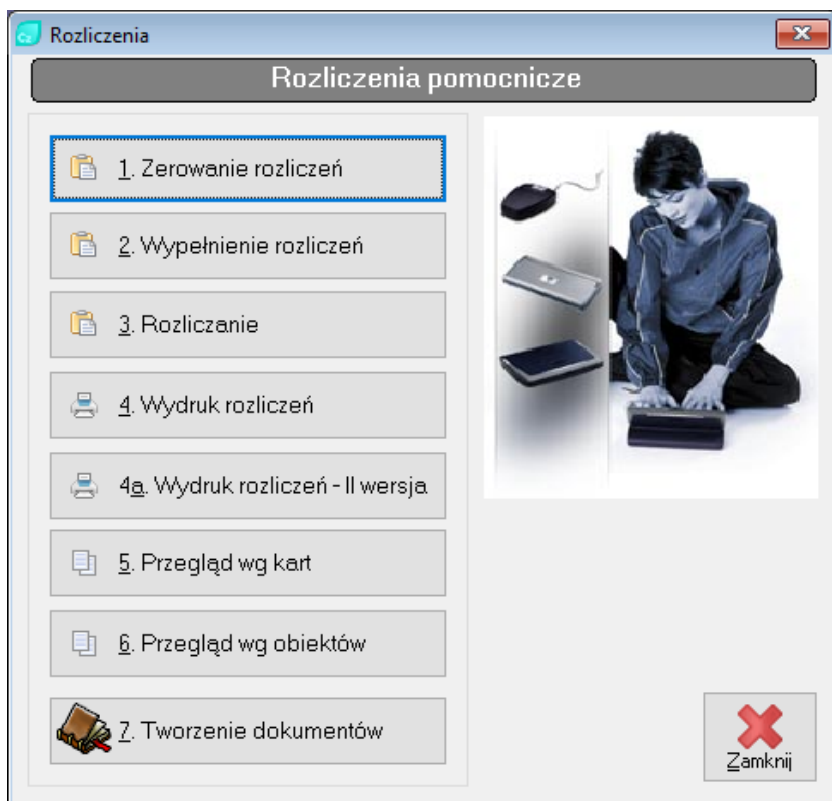 Cz Rozliczenia
Rozliczenia pomocnicze
1. Zerowanie rozliczeń
2. Wypełnienie rozliczeń
3. Rozliczanie
4. Wydruk rozliczeń
4a. Wydruk rozliczeń - II wersja
5. Przegląd wg kart
6. Przegląd wg obiektów
7. Tworzenie dokumentów
Zamknij